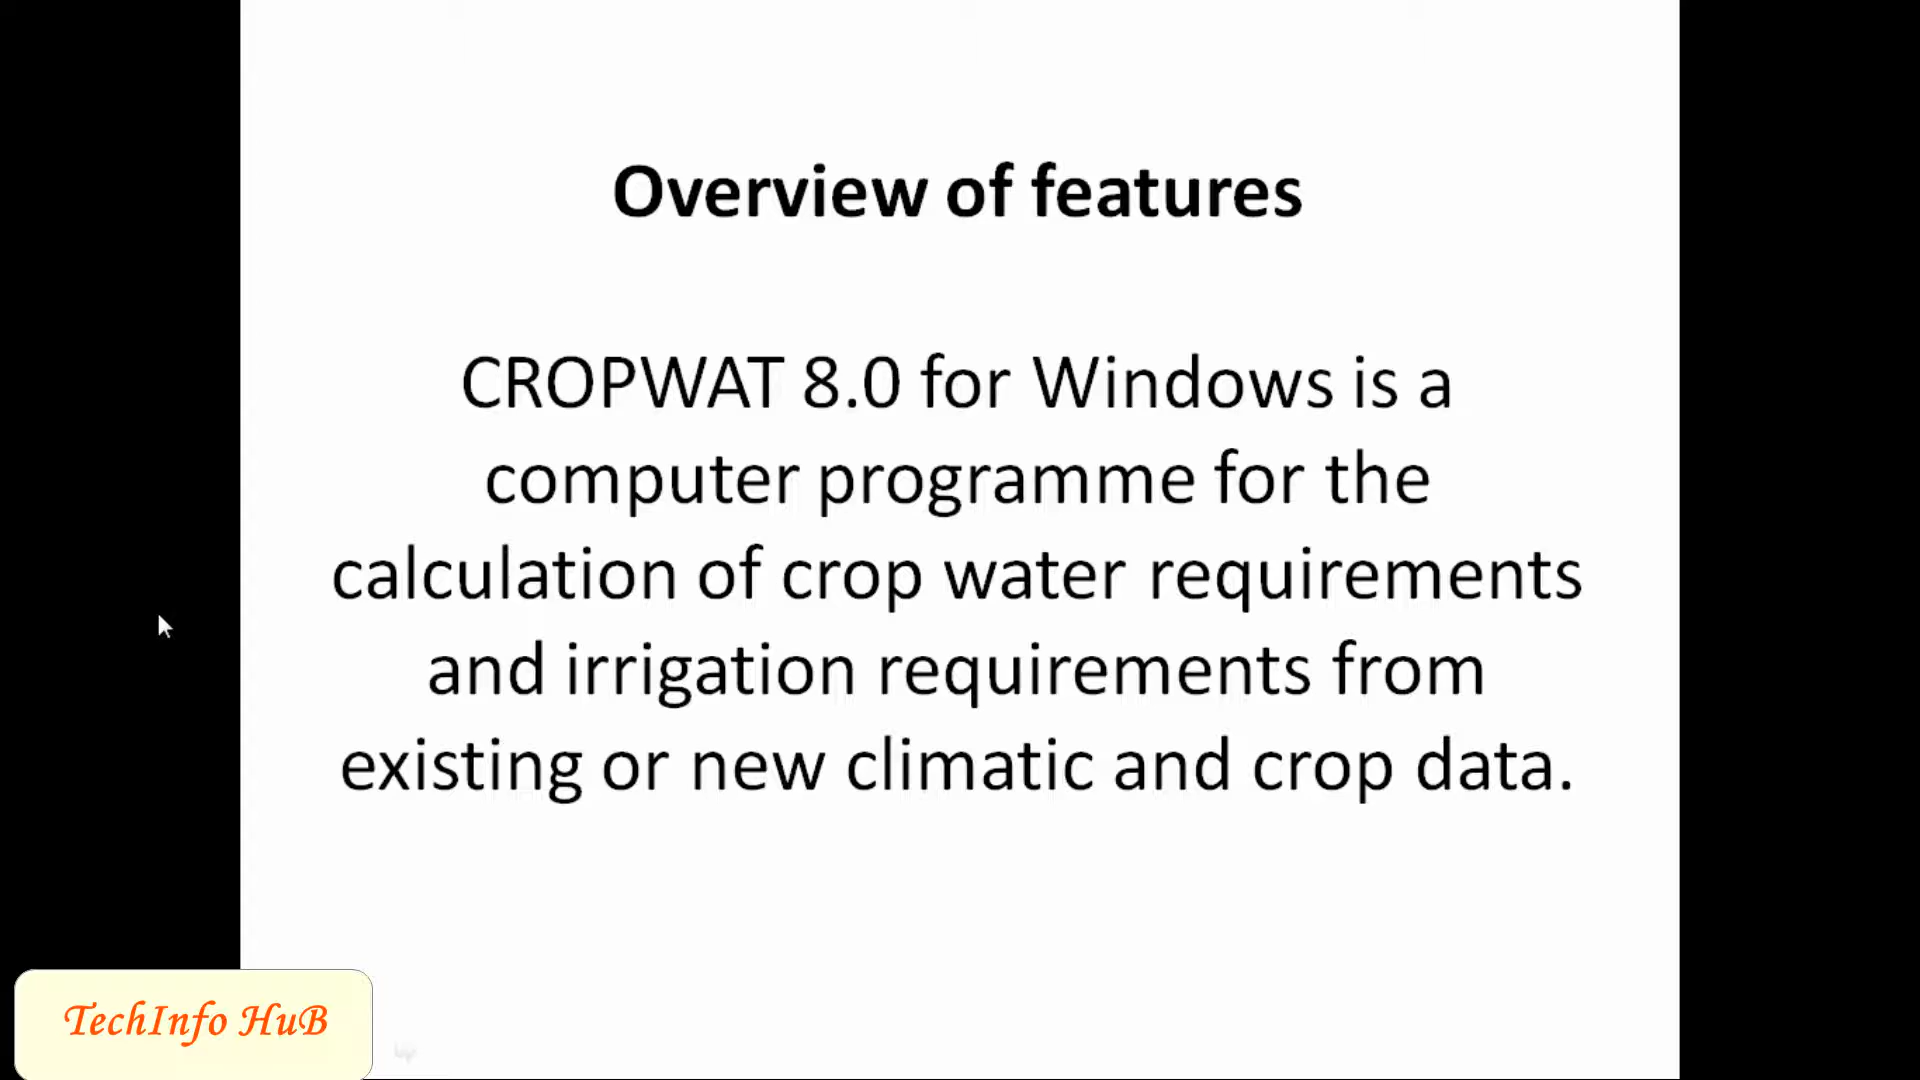 Overview of features
CROPWAT 8.0 for Windows is a
computer programme for the
calculation of crop water requirements
and irrigation requirements from
existing or new climatic and crop data.
TechInfo HuB